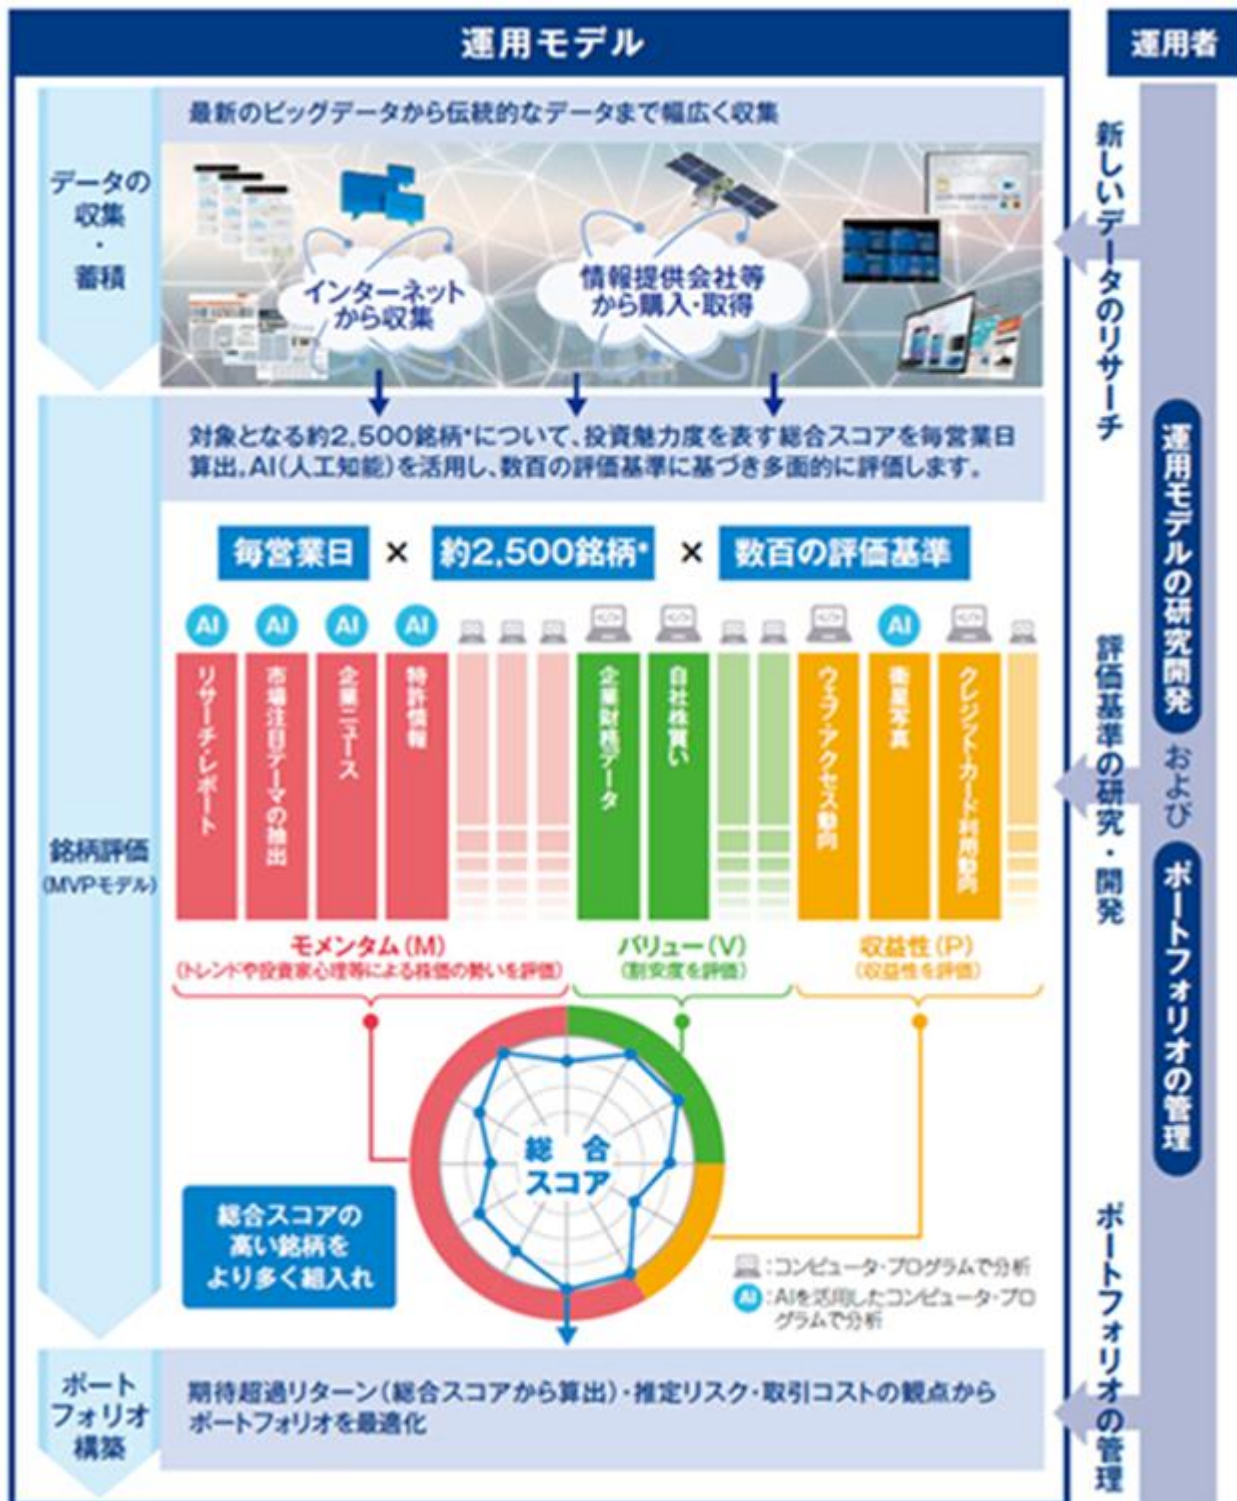 運用モデル
運用者
データの
収集
・
蓄積
最新のビッグデータから伝統的なデータまで幅広く収集
インターネット
から収集
情報提供会社等
から購入・取得
新しいデータのリサーチ
銘柄評価
(MVPモデル)
対象となる約2,500銘柄*について、投資魅力度を表す総合スコアを毎営業日
算出。AI(人工知能)を活用し、数百の評価基準に基づき多面的に評価します。
毎営業日 × 約2,500銘柄* × 数百の評価基準
AI
AI
AI
AI
AI
リサーチ・レポート
市場注目テーマの抽出
企業ニュース
特許情報
企業財務データ
自社株買い
ウェブ・アクセス動向
衛星写真
クレジット・カード利用動向
モメンタム(M)
(トレンドや投資家心理等による株価の勢いを評価)
バリュー(V)
(割安度を評価)
収益性(P)
(収益性を評価)
総合
スコア
総合スコアの
高い銘柄を
より多く組入れ
:コンピュータ・プログラムで分析
AI:AIを活用したコンピュータ・プロ
グラムで分析
評価基準の研究・開発
運用モデルの研究開発
および
ポートフォリオの管理
ポート
フォリオ
構築
期待超過リターン(総合スコアから算出)・推定リスク・取引コストの観点から
ポートフォリオを最適化
ポートフォリオの管理